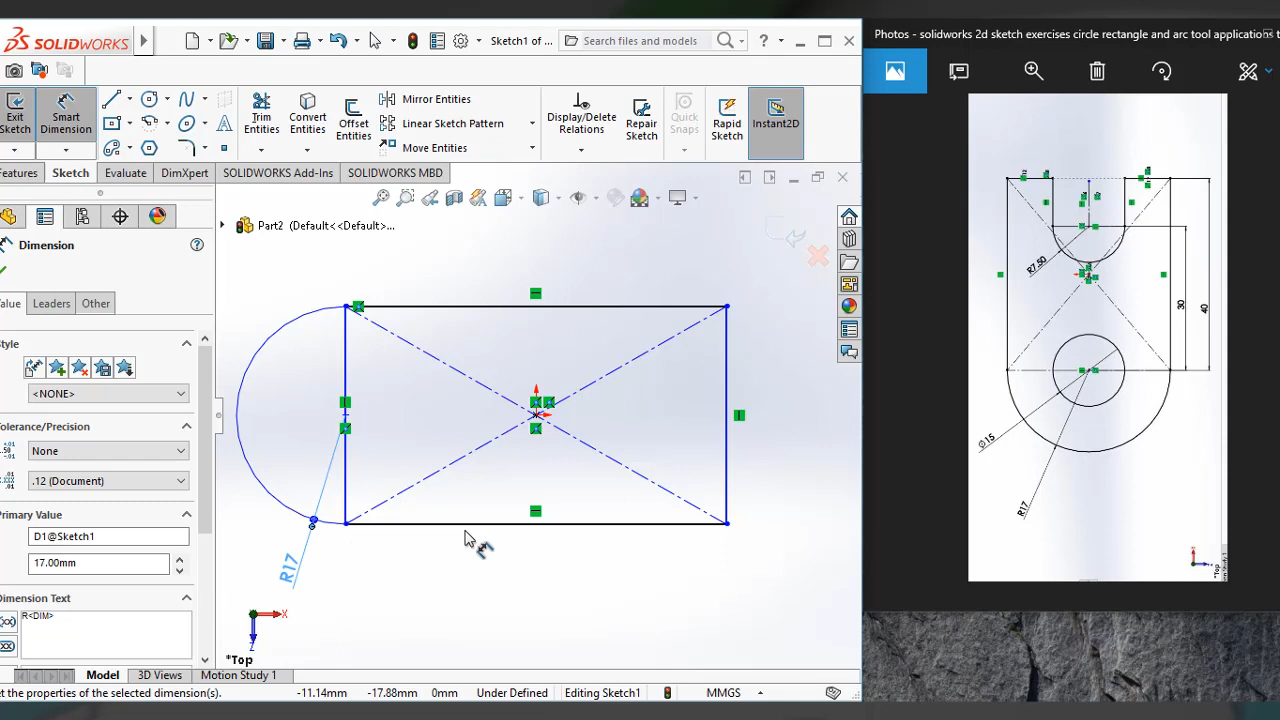 SOLIDWORKS
Sketch1 of ...
Search files and models
?
Photos - solidworks 2d sketch exercises circle rectangle and arc tool applications t
Exit Sketch
Smart Dimension
Trim Entities
Convert Entities
Offset Entities
Mirror Entities
Linear Sketch Pattern
Move Entities
Display/Delete Relations
Repair Sketch
Quick Snaps
Rapid Sketch
Instant2D
Features
Sketch
Evaluate
DimXpert
SOLIDWORKS Add-Ins
SOLIDWORKS MBD
Part2 (Default<<Default>...
Dimension
Value
Leaders
Other
Style
<NONE>
Tolerance/Precision
None
.12 (Document)
Primary Value
D1@Sketch1
17.00mm
Dimension Text
R<DIM>
R17
X
Z
*Top
R7.50
30
40
∅15
R17
*Top
Model
3D Views
Motion Study 1
et the properties of the selected dimension(s).
-11.14mm
-17.88mm
0mm
Under Defined
Editing Sketch1
MMGS